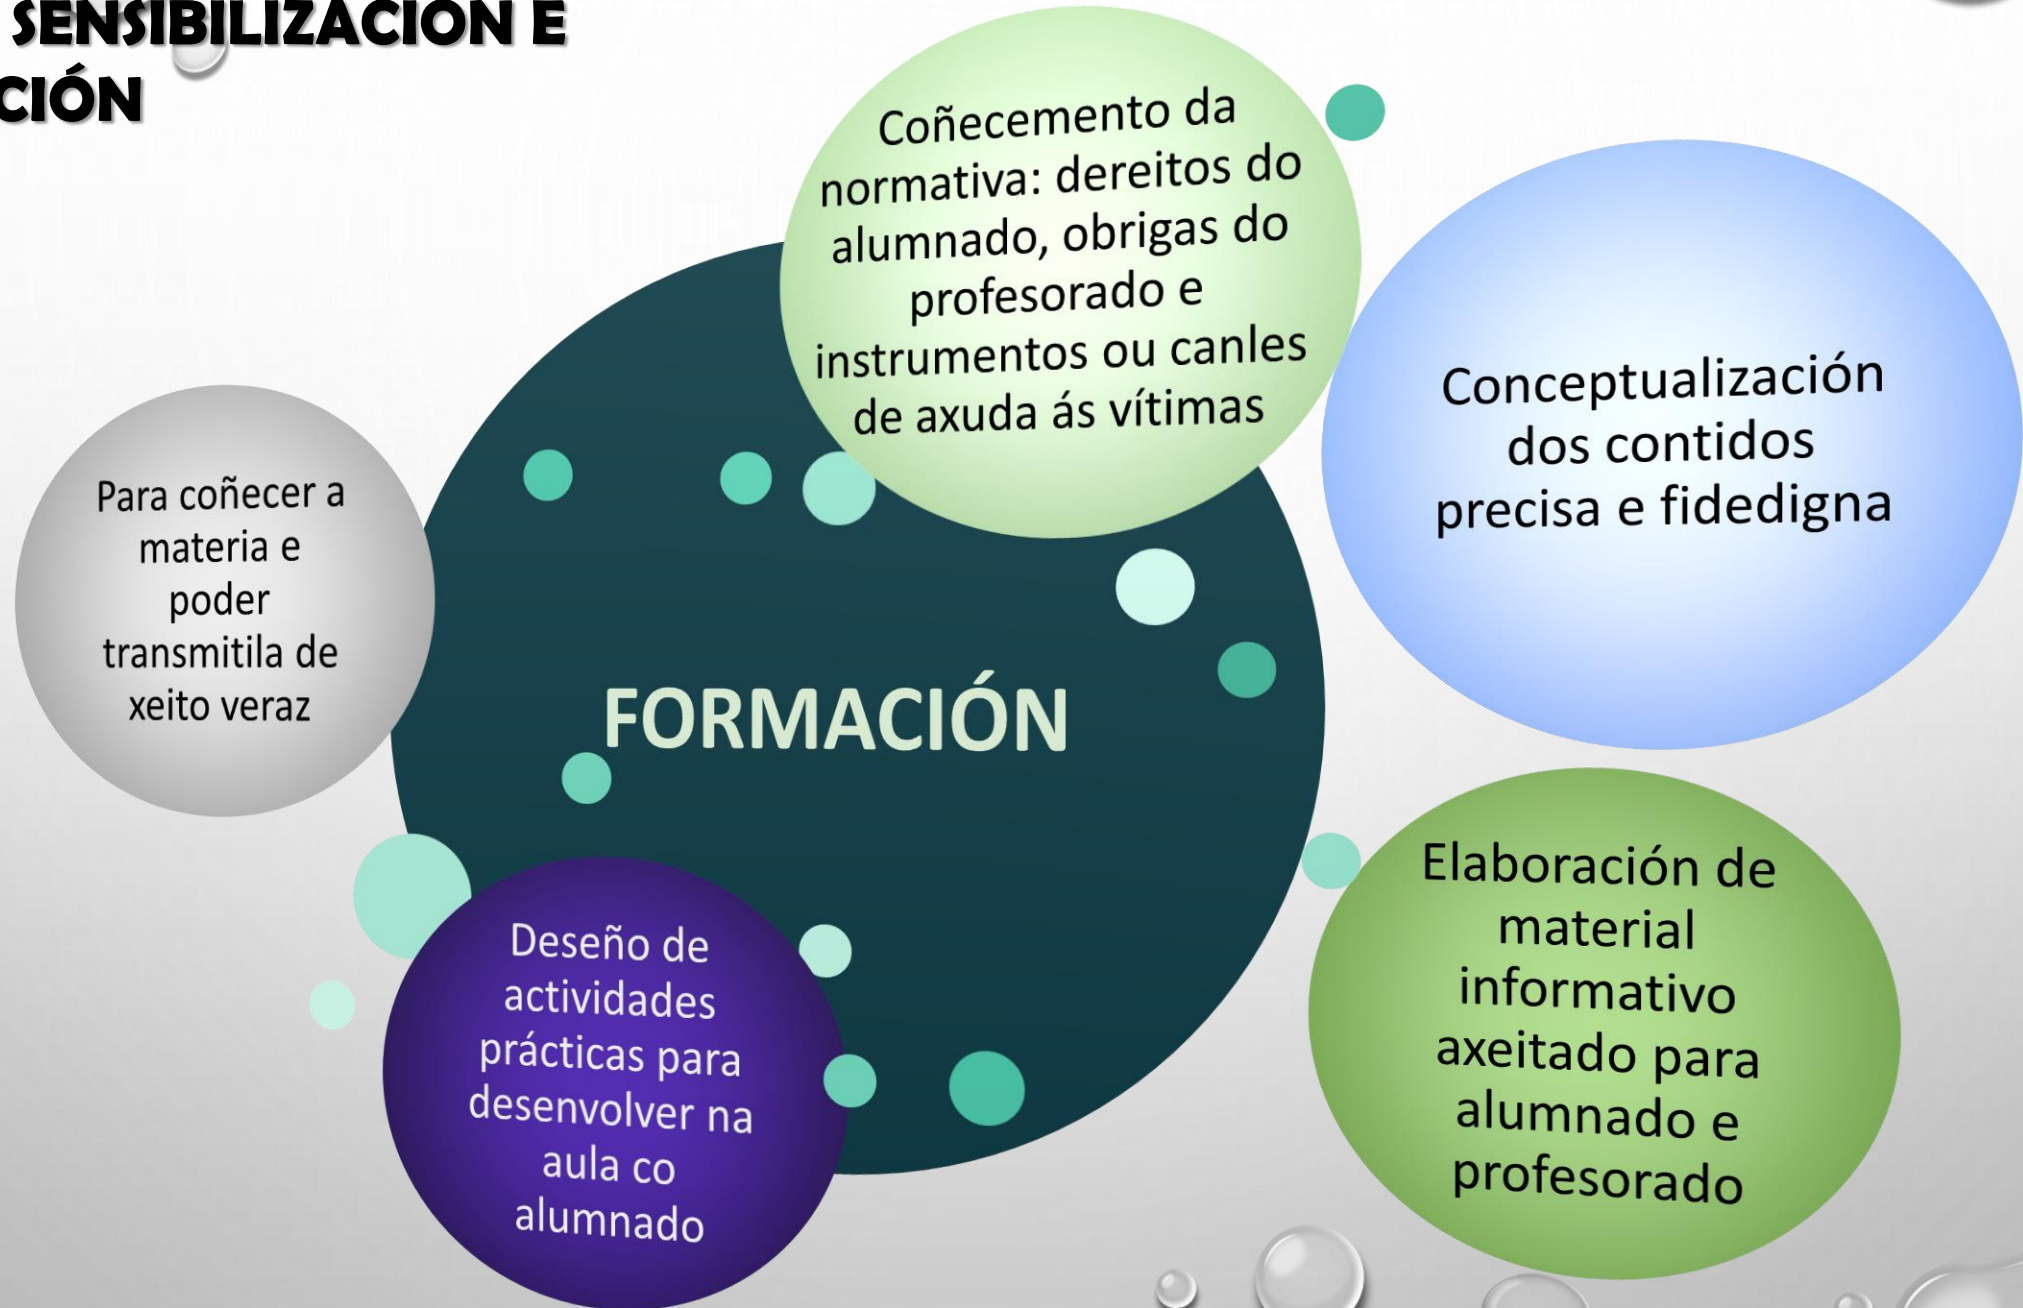 SENSIBILIZACIÓN E
CIÓN
Coñecemento da
normativa: dereitos do
alumnado, obrigas do
profesorado e
instrumentos ou canles
de axuda ás vítimas
Conceptualización
dos contidos
precisa e fidedigna
Para coñecer a
materia e
poder
transmitila de
xeito veraz
FORMACIÓN
Elaboración de
material
informativo
axeitado para
alumnado e
profesorado
Deseño de
actividades
prácticas para
desenvolver na
aula co
alumnado